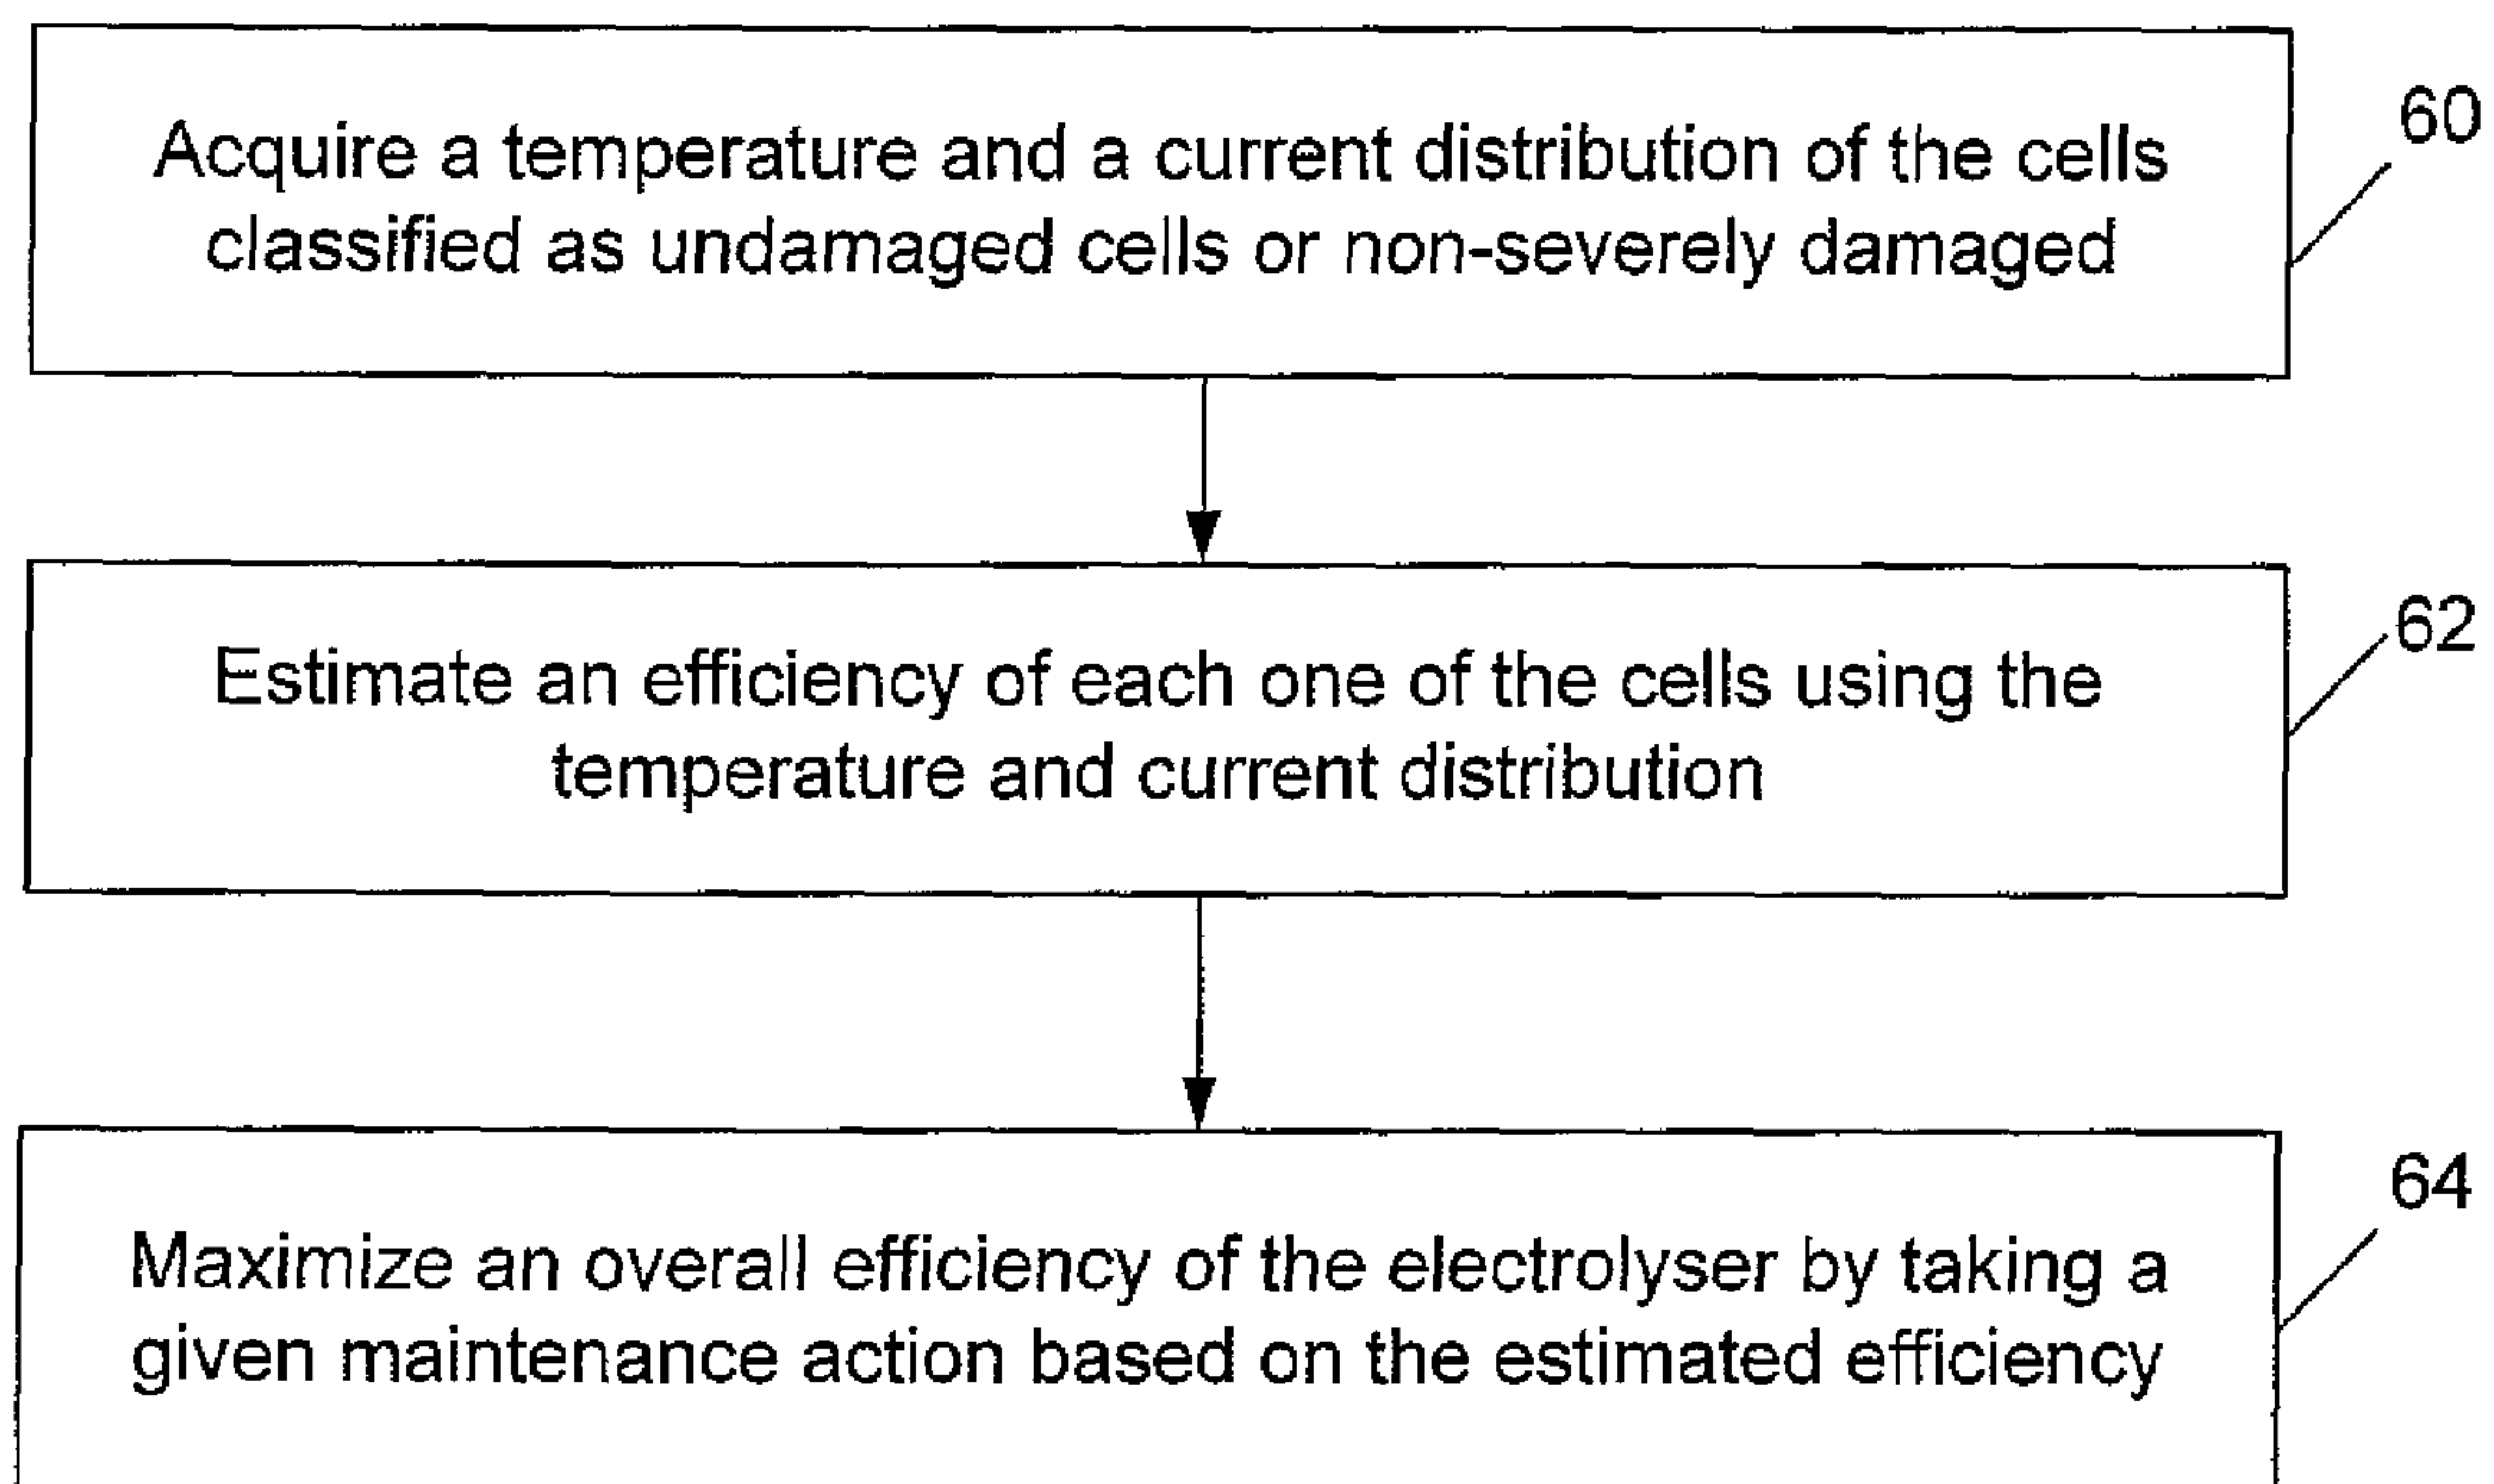 60
Acquire a temperature and a current distribution of the cells
classified as undamaged cells or non-severely damaged
62
Estimate an efficiency of each one of the cells using the
temperature and current distribution
64
Maximize an overall efficiency of the electrolyser by taking a
given maintenance action based on the estimated efficiency